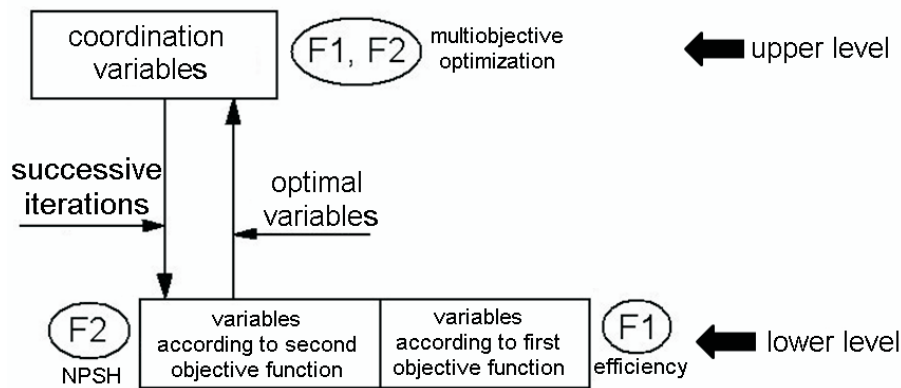 coordination
variables
F1, F2
multiobjective
optimization
upper level
successive
iterations
optimal
variables
F2
NPSH
variables
according to second
objective function
variables
according to first
objective function
F1
efficiency
lower level